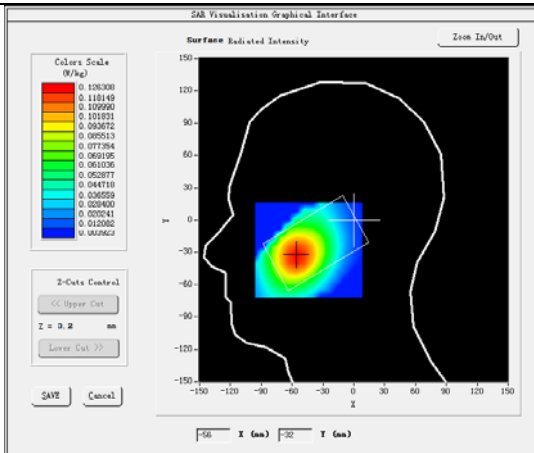 SAR Visualisation Graphical Interface
Surface Radiated Intensity
Zoom In/Out
Colors Scale
(W/kg)
0.126308
0.118149
0.109990
0.101831
0.093672
0.085513
0.077354
0.069195
0.061036
0.052877
0.044718
0.036559
0.028400
0.020241
0.012082
0.003923
Z-Cuts Control
<< Upper Cut
Z = 0.2 mm
Lower Cut >>
SAVE
Cancel
150
120
90
60
30
0
-30
-60
-90
-120
-150
Y
-150 -120 -90 -60 -30 0 30 60 90 120 150
X
-56 X (mm) -32 Y (mm)